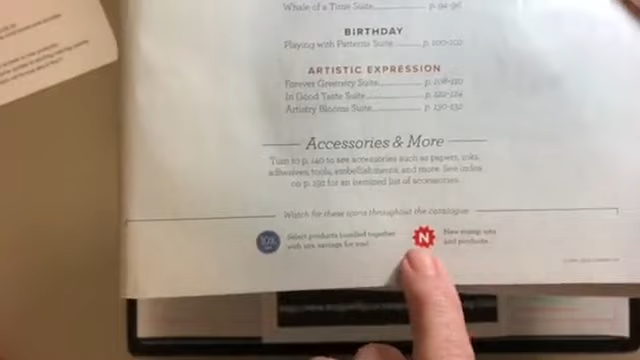 Whale of a Time Suite p. 94-96
BIRTHDAY
Playing with Patterns Suite p. 100-102
ARTISTIC EXPRESSION
Forever Greenery Suite p. 108-110
In Good Taste Suite p. 122-124
Artistry Blooms Suite p. 130-132
Accessories & More
Turn to p. 140 to see accessories such as papers, inks,
adhesives, tools, embellishments, and more. See index
on p. 192 for an itemized list of accessories.
Watch for these icons throughout the catalogue
10%
Select products bundled together
with 10% savings for you!
N
New stamp sets
and products.